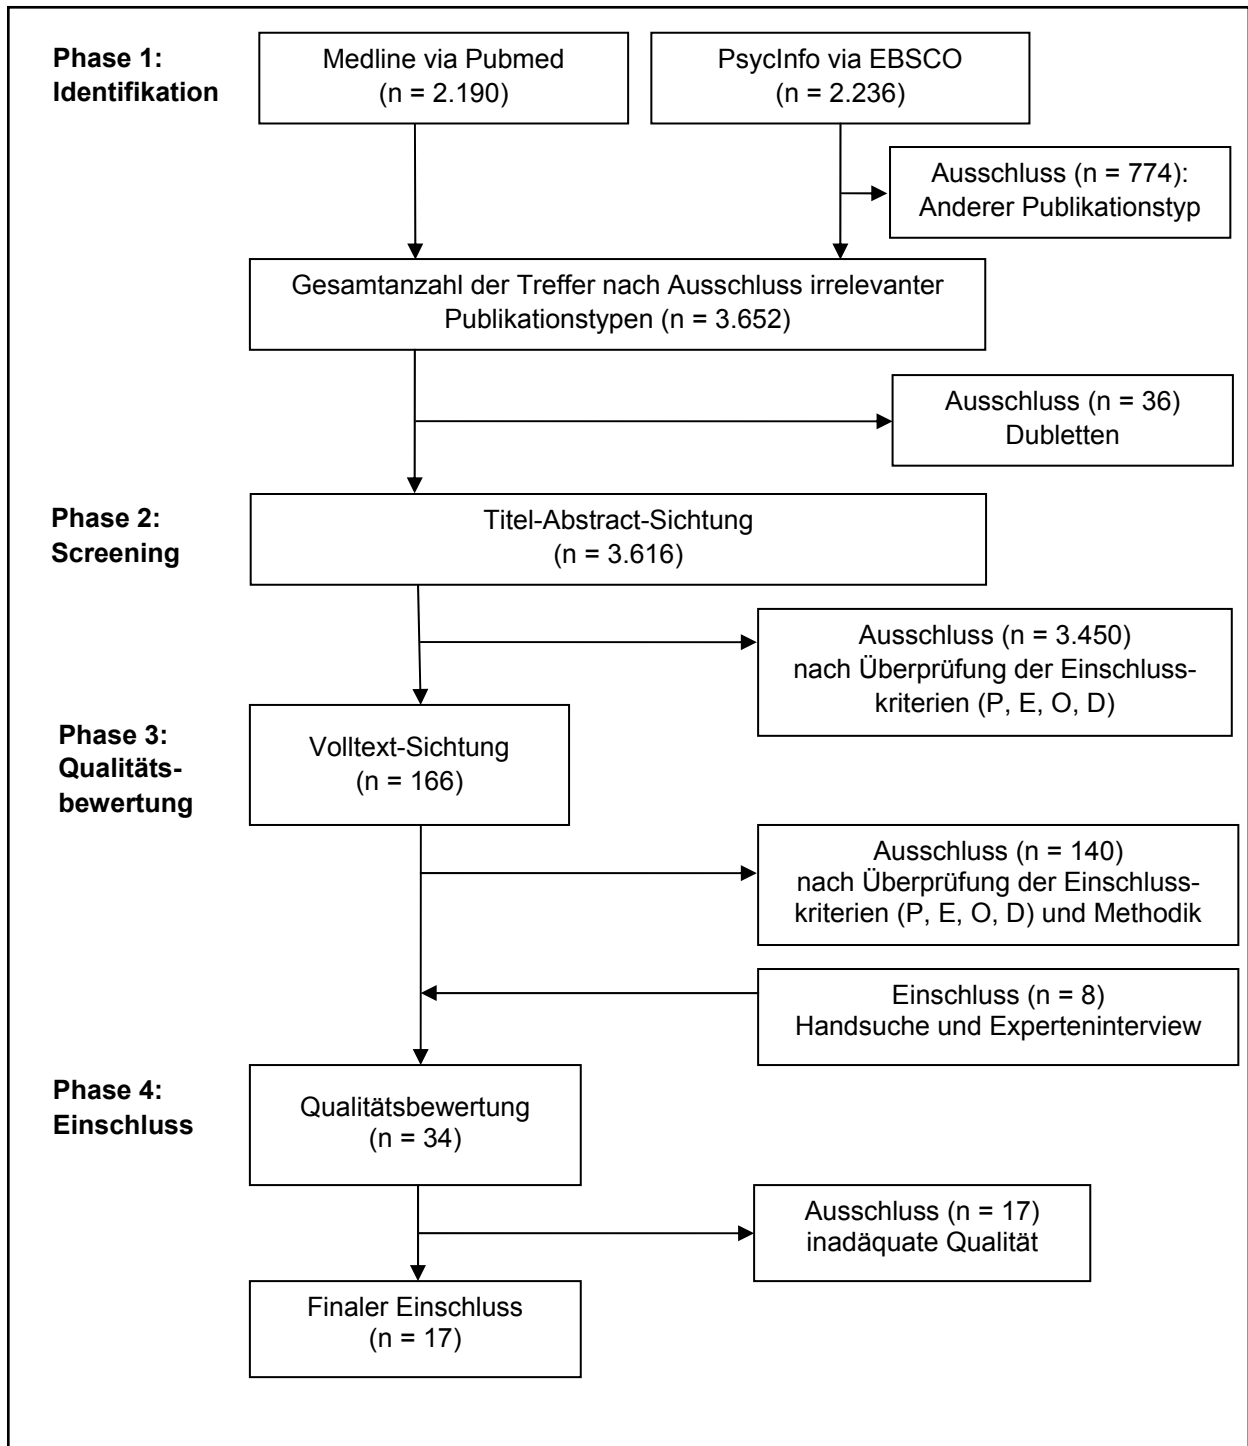 Phase 1:
Identifikation
Medline via Pubmed
(n = 2.190)
PsycInfo via EBSCO
(n = 2.236)
Ausschluss (n = 774):
Anderer Publikationstyp
Gesamtanzahl der Treffer nach Ausschluss irrelevanter
Publikationstypen (n = 3.652)
Ausschluss (n = 36)
Dubletten
Phase 2:
Screening
Titel-Abstract-Sichtung
(n = 3.616)
Ausschluss (n = 3.450)
nach Überprüfung der Einschluss-
kriterien (P, E, O, D)
Phase 3:
Qualitäts-
bewertung
Volltext-Sichtung
(n = 166)
Ausschluss (n = 140)
nach Überprüfung der Einschluss-
kriterien (P, E, O, D) und Methodik
Einschluss (n = 8)
Handsuche und Experteninterview
Phase 4:
Einschluss
Qualitätsbewertung
(n = 34)
Ausschluss (n = 17)
inadäquate Qualität
Finaler Einschluss
(n = 17)